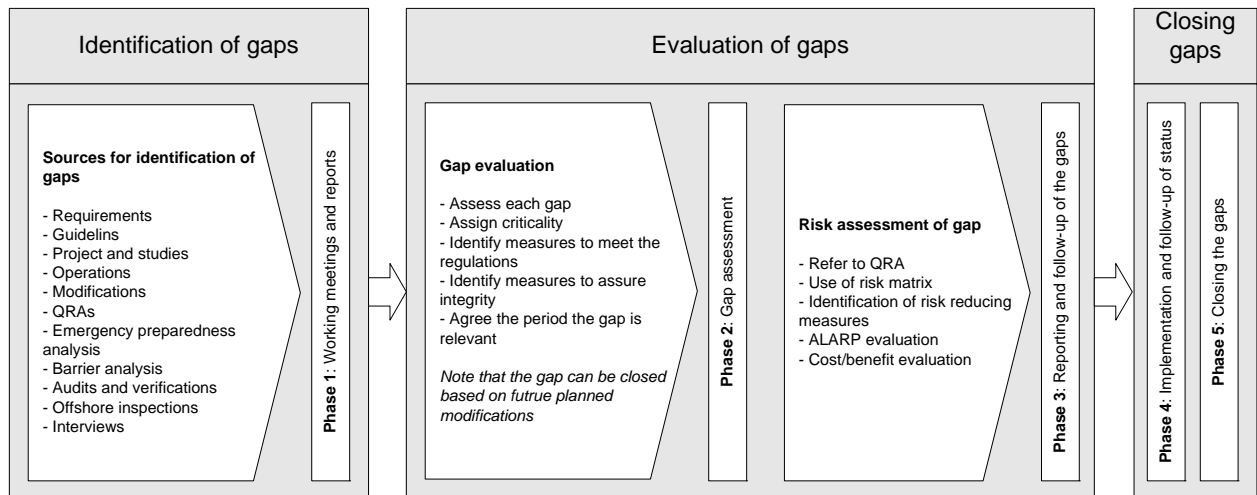 Identification of gaps
Sources for identification of
gaps
- Requirements
- Guidelins
- Project and studies
- Operations
- Modifications
- QRAs
- Emergency preparedness
analysis
- Barrier analysis
- Audits and verifications
- Offshore inspections
- Interviews
Phase 1: Working meetings and reports
Evaluation of gaps
Gap evaluation
- Assess each gap
- Assign criticality
- Identify measures to meet the
regulations
- Identify measures to assure
integrity
- Agree the period the gap is
relevant
Note that the gap can be closed
based on futrue planned
modifications
Phase 2: Gap assessment
Risk assessment of gap
- Refer to QRA
- Use of risk matrix
- Identification of risk reducing
measures
- ALARP evaluation
- Cost/benefit evaluation
Phase 3: Reporting and follow-up of the gaps
Closing
gaps
Phase 4: Implementation and follow-up of status
Phase 5: Closing the gaps